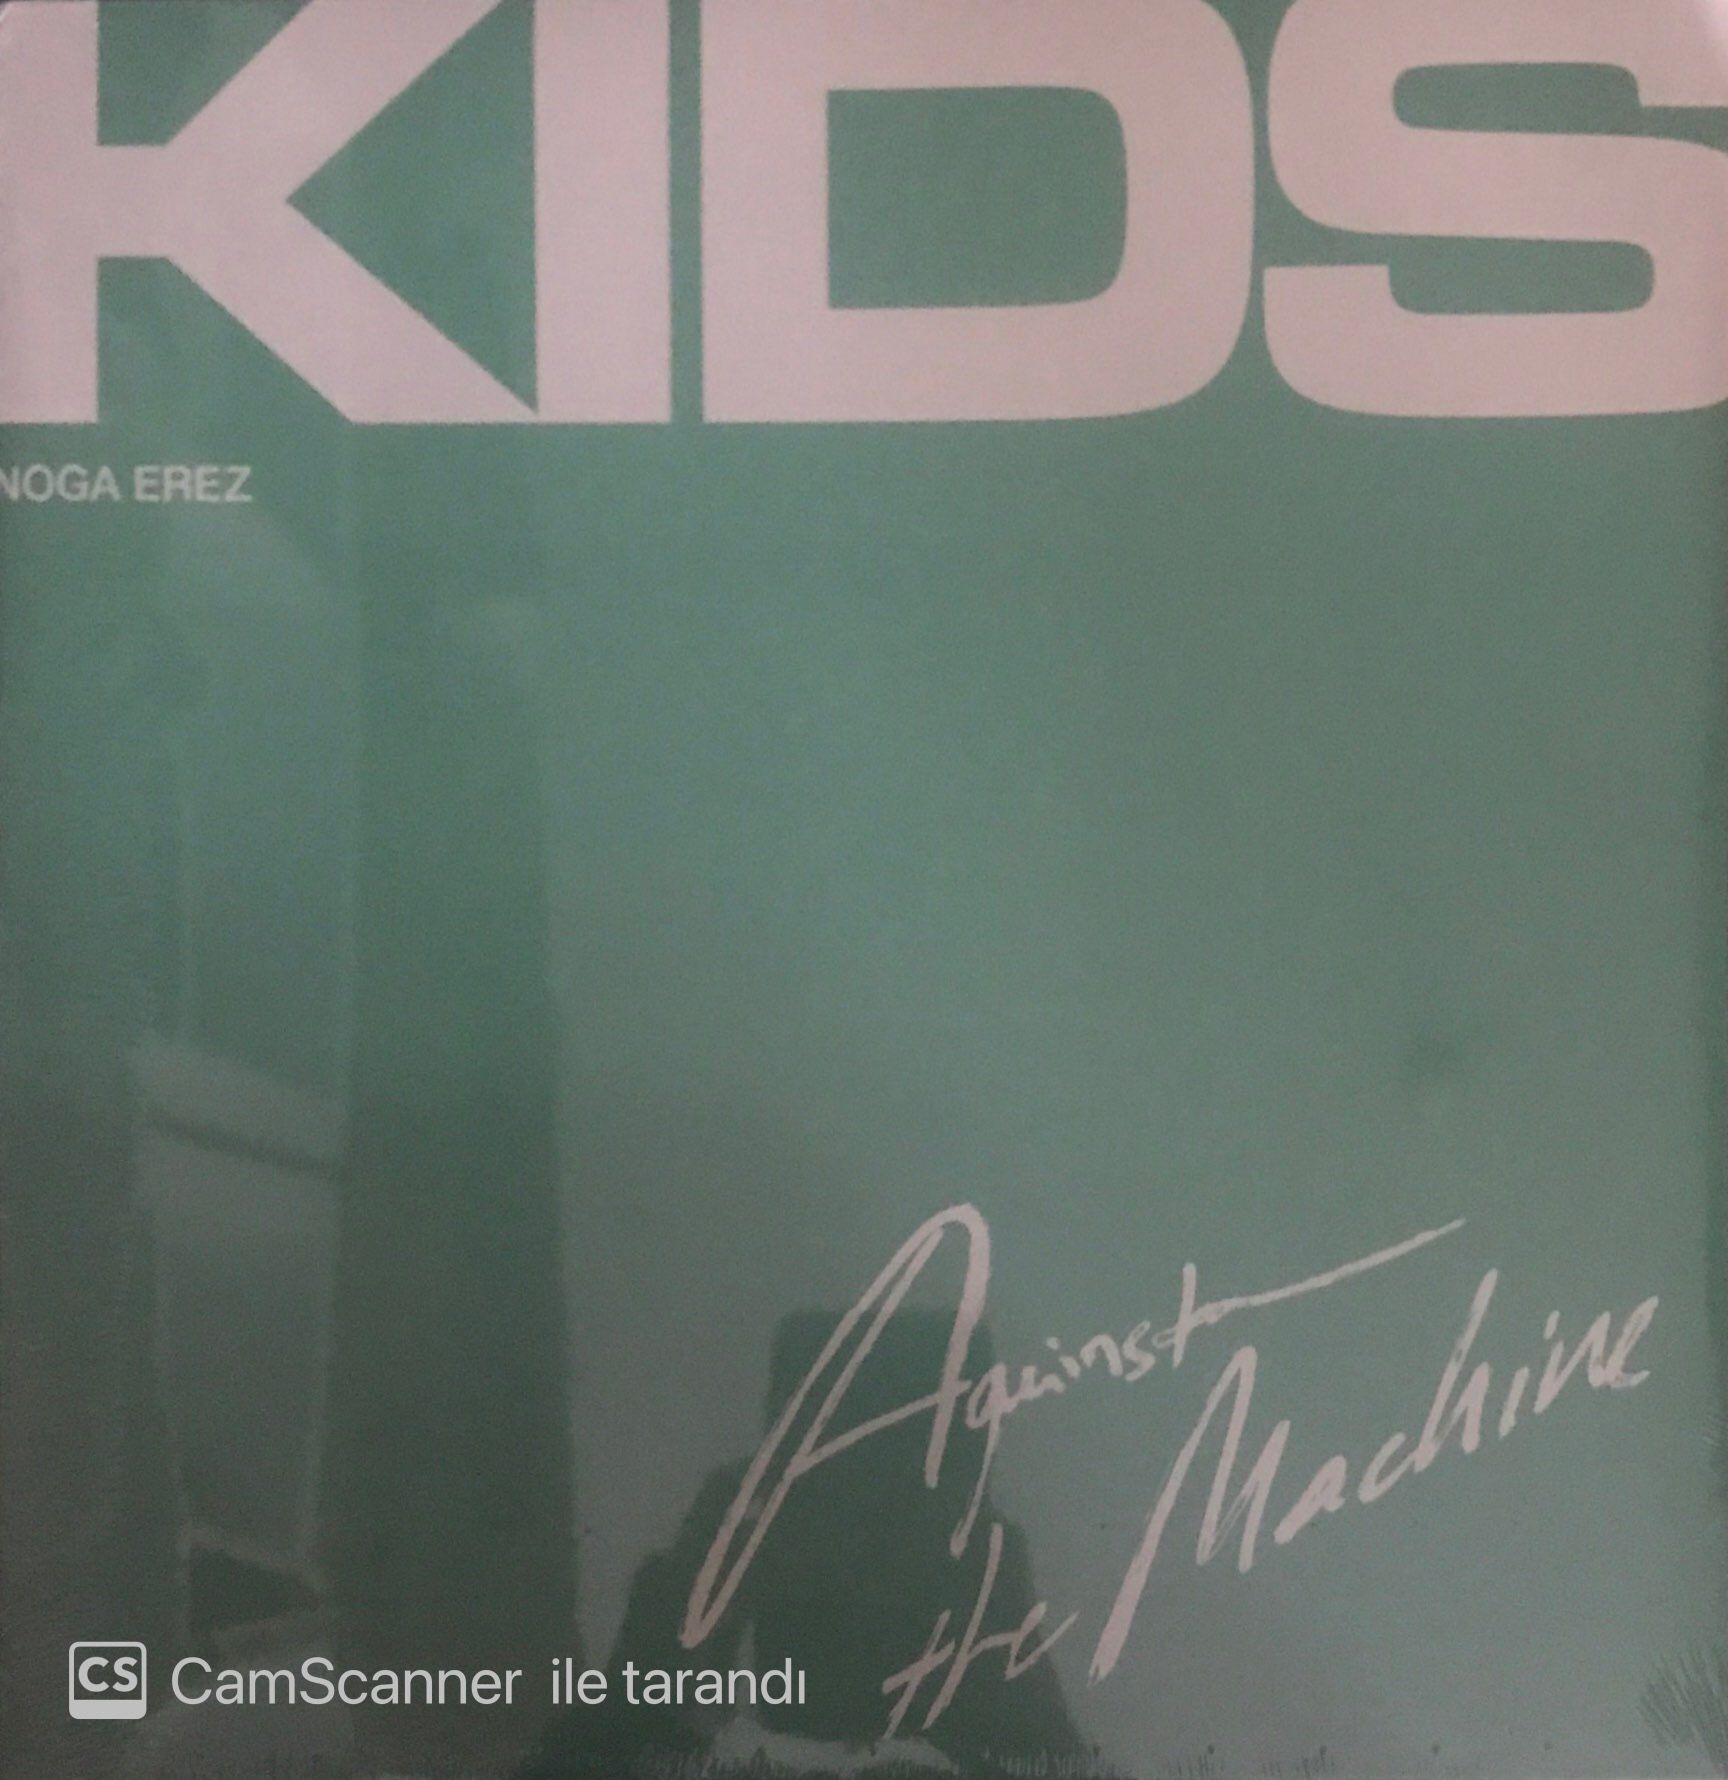 KIDS
NOGA EREZ
Against
the Machine
CS CamScanner ile tarandı